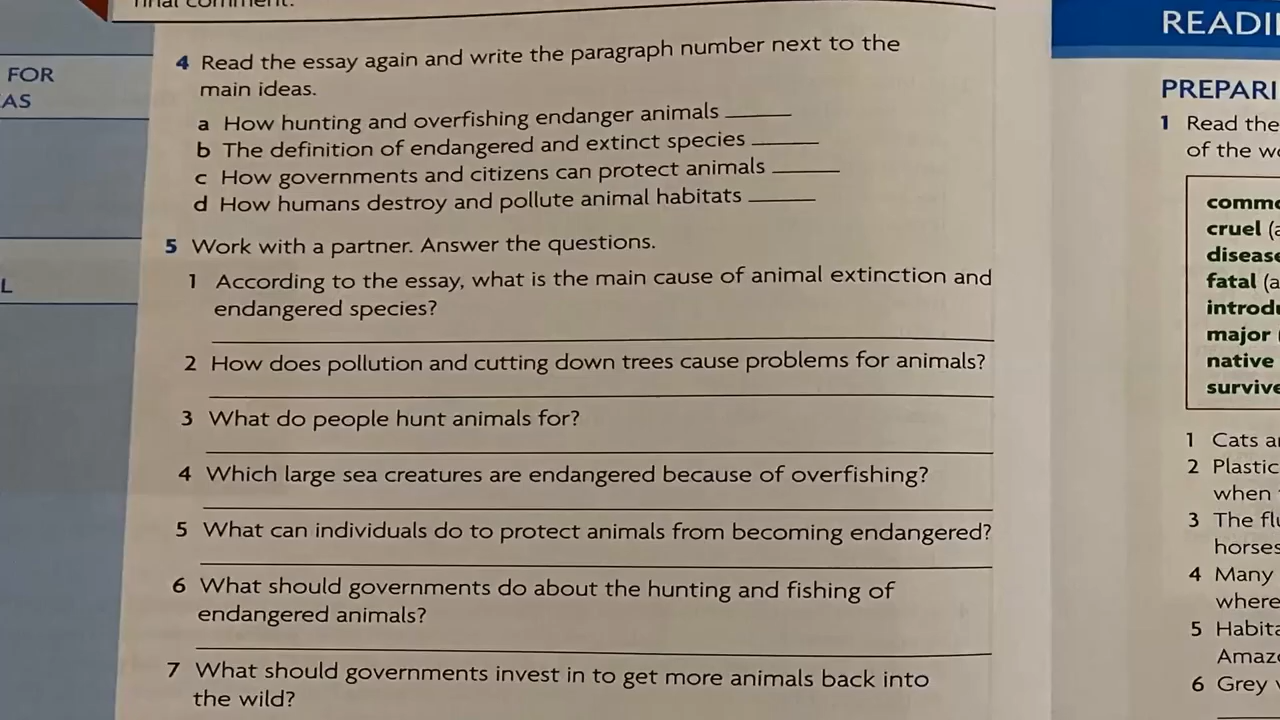 final comment.
FOR
AS
L
4 Read the essay again and write the paragraph number next to the
main ideas.
a How hunting and overfishing endanger animals
b The definition of endangered and extinct species
c How governments and citizens can protect animals
d How humans destroy and pollute animal habitats
5 Work with a partner. Answer the questions.
1 According to the essay, what is the main cause of animal extinction and
endangered species?
2 How does pollution and cutting down trees cause problems for animals?
3 What do people hunt animals for?
4 Which large sea creatures are endangered because of overfishing?
5 What can individuals do to protect animals from becoming endangered?
6 What should governments do about the hunting and fishing of
endangered animals?
7 What should governments invest in to get more animals back into
the wild?
READI
PREPARI
1 Read the
of the
cruel
disease
fatal
major
native
survive
1 Cats
2 Plastic
when
3 The
horses
4 Many
where
5
6 Grey